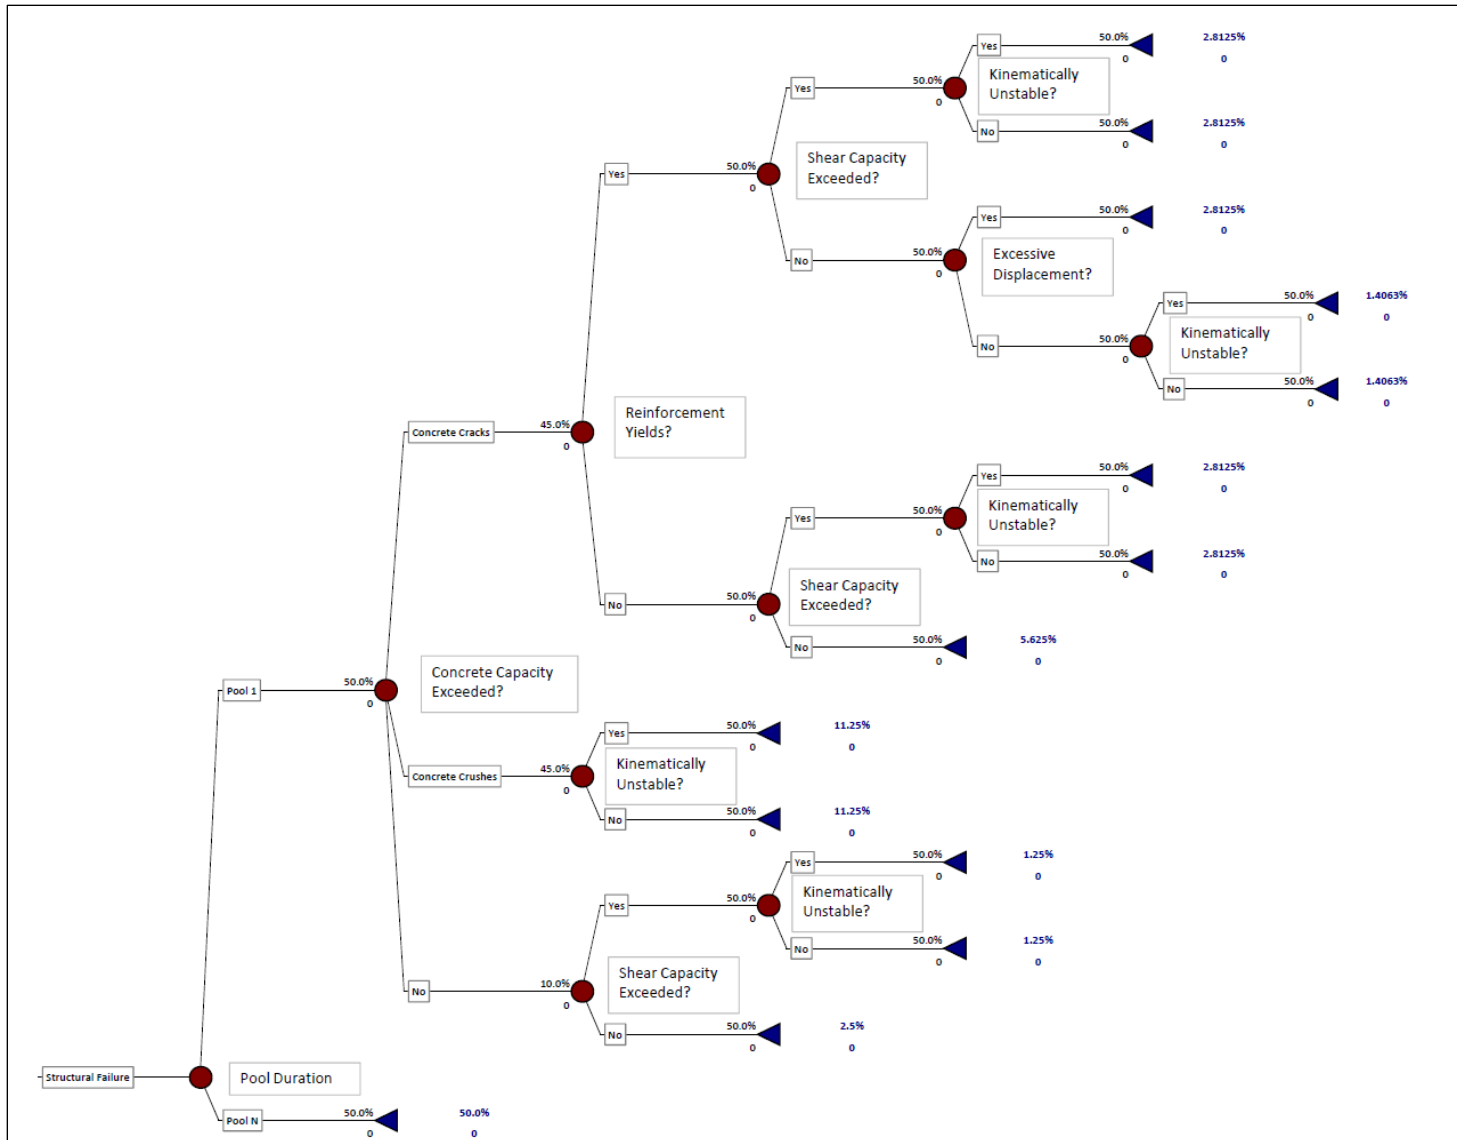 50.0%
2.8125%
Yes
0
0
Kinematically
Unstable?
50.0%
Yes
0
50.0%
2.8125%
No
0
0
Shear Capacity
Exceeded?
50.0%
Yes
0
50.0%
2.8125%
Yes
0
0
Excessive
Displacement?
50.0%
No
0
50.0%
1.4063%
Yes
0
0
Kinematically
Unstable?
50.0%
No
0
50.0%
1.4063%
No
0
0
Reinforcement
Yields?
45.0%
Concrete Cracks
0
50.0%
2.8125%
Yes
0
0
Kinematically
Unstable?
50.0%
Yes
0
50.0%
2.8125%
No
0
0
Shear Capacity
Exceeded?
50.0%
No
0
50.0%
5.625%
No
0
0
Concrete Capacity
Exceeded?
50.0%
Pool 1
0
50.0%
11.25%
Yes
0
0
Kinematically
Unstable?
45.0%
Concrete Crushes
0
50.0%
11.25%
No
0
0
50.0%
1.25%
Yes
0
0
Kinematically
Unstable?
50.0%
Yes
0
50.0%
1.25%
No
0
0
Shear Capacity
Exceeded?
10.0%
No
0
50.0%
2.5%
No
0
0
Structural Failure
Pool Duration
50.0%
50.0%
Pool N
0
0